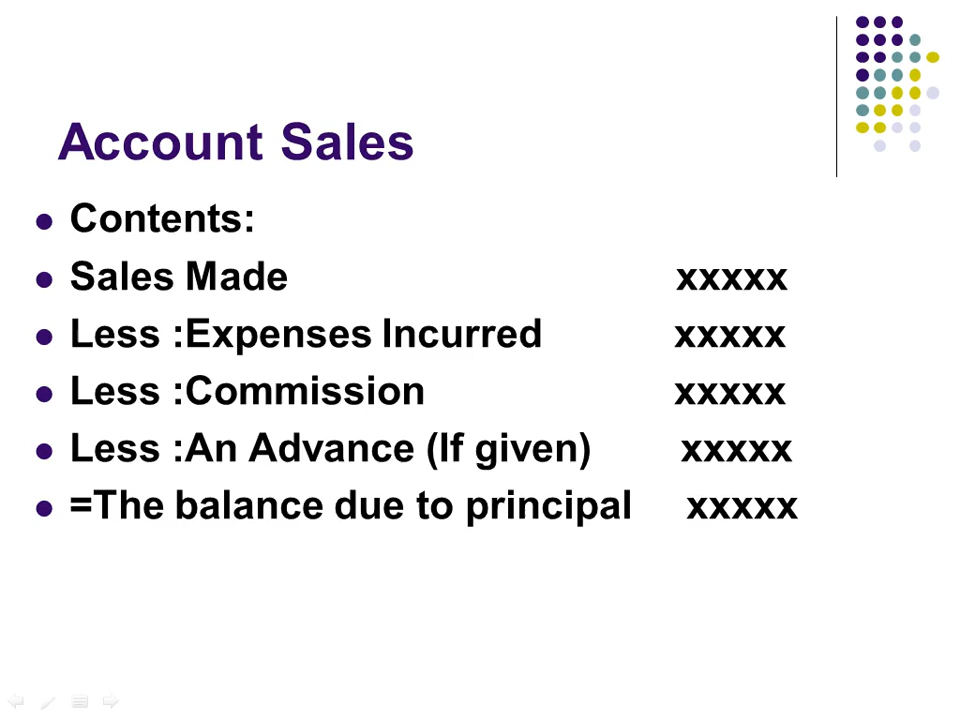 Account Sales
Contents:
Sales Made xxxxx
Less :Expenses Incurred xxxxx
Less :Commission xxxxx
Less :An Advance (If given) xxxxx
=The balance due to principal xxxxx